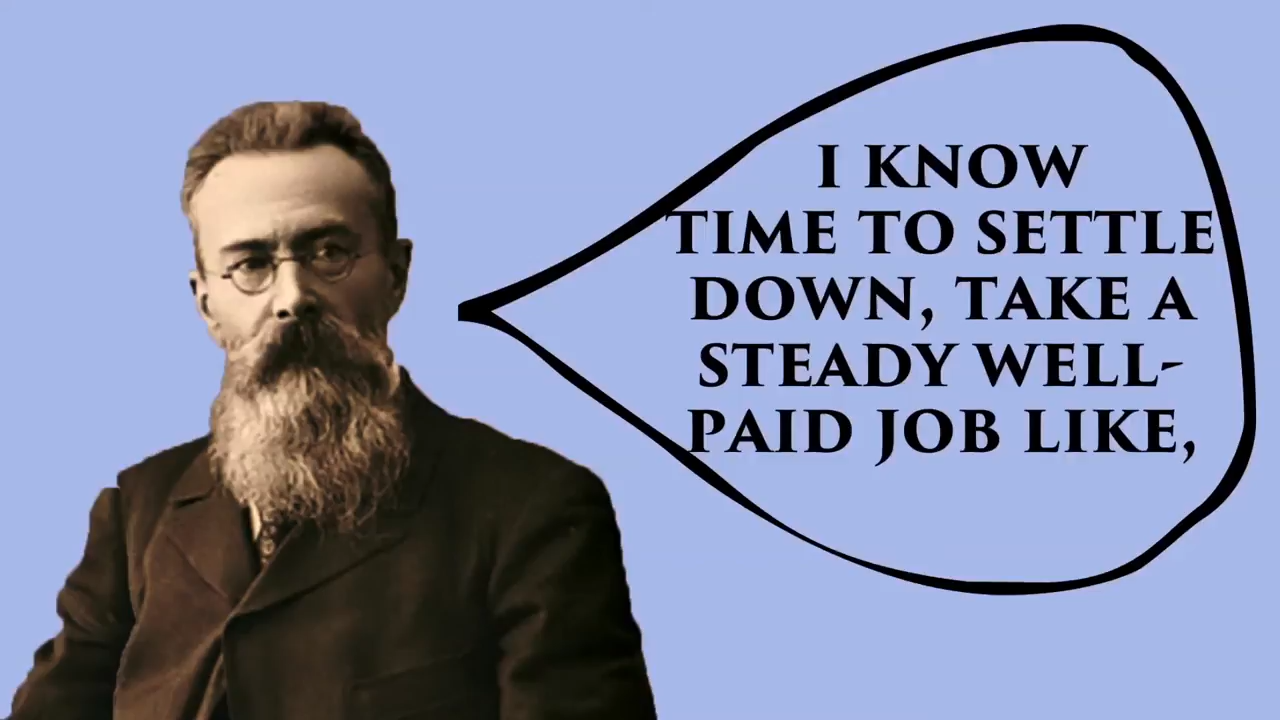 I KNOW
TIME TO SETTLE
DOWN, TAKE A
STEADY WELL-
PAID JOB LIKE,